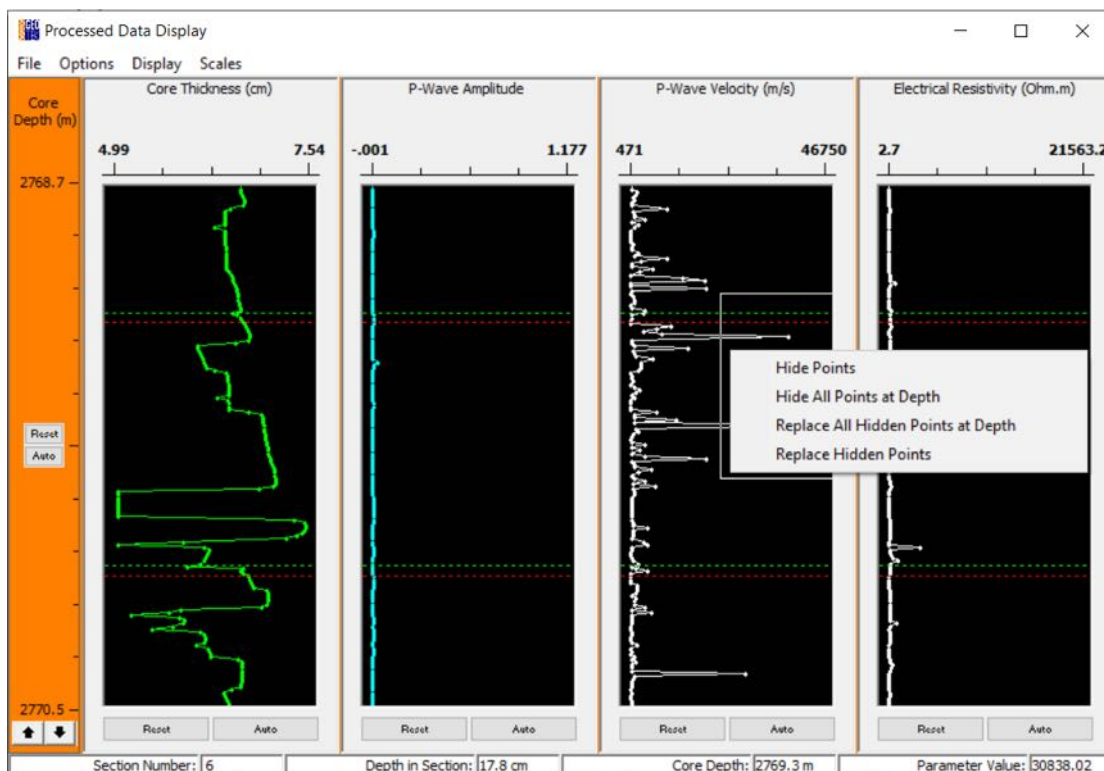 GEO
TEK
Processed Data Display
File Options Display Scales
Core Depth (m)
Core Thickness (cm)
P-Wave Amplitude
P-Wave Velocity (m/s)
Electrical Resistivity (Ohm.m)
4.99 7.54
-.001 1.177
471 46750
2.7 21563.2
2768.7
Hide Points
Hide All Points at Depth
Replace All Hidden Points at Depth
Replace Hidden Points
Reset
Auto
2770.5
Reset Auto
Reset Auto
Reset Auto
Reset Auto
Section Number: 6
Depth in Section: 17.8 cm
Core Depth: 2769.3 m
Parameter Value: 30838.02